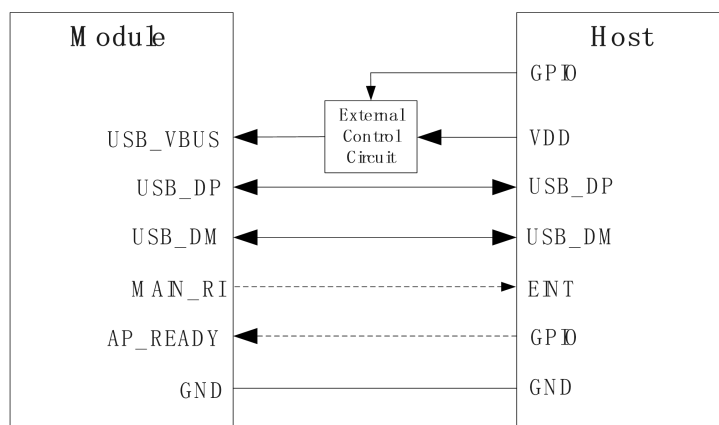 Module
Host
GPIO
External
Control
Circuit
USB_VBUS
VDD
USB_DP
USB_DP
USB_DM
USB_DM
MAIN_RI
EINT
AP_READY
GPIO
GND
GND